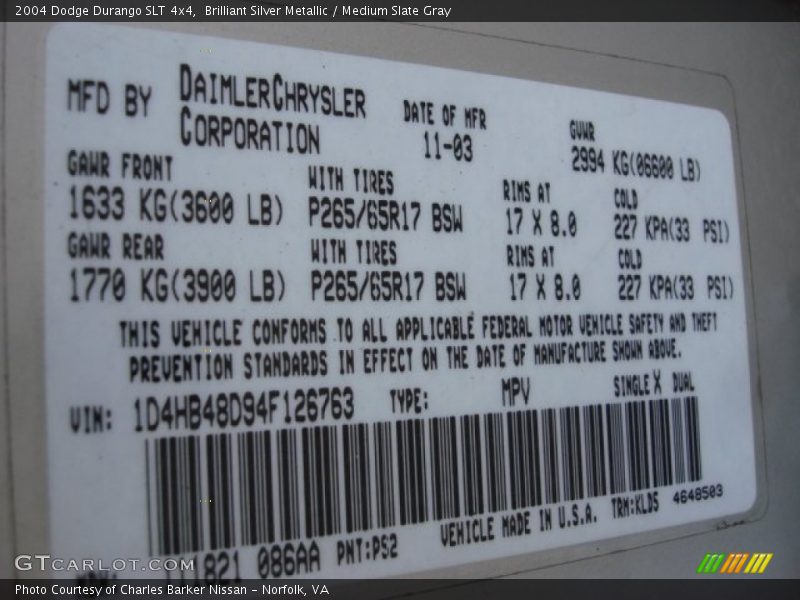 2004 Dodge Durango SLT 4x4,  Brilliant Silver Metallic / Medium Slate Gray
MFD BY DAIMLERCHRYSLER CORPORATION
DATE OF MFR 11-03
GVWR 2994 KG(06600 LB)
GAWR FRONT WITH TIRES RIMS AT COLD
1633 KG(3600 LB) P265/65R17 BSW 17 X 8.0 227 KPA(33 PSI)
GAWR REAR WITH TIRES RIMS AT COLD
1770 KG(3900 LB) P265/65R17 BSW 17 X 8.0 227 KPA(33 PSI)
THIS VEHICLE CONFORMS TO ALL APPLICABLE FEDERAL MOTOR VEHICLE SAFETY AND THEFT
PREVENTION STANDARDS IN EFFECT ON THE DATE OF MANUFACTURE SHOWN ABOVE.
VIN: 1D4HB48D94F126763 TYPE: MPV SINGLE X DUAL
086AA PNT:PS2 VEHICLE MADE IN U.S.A. TRM:KLD5 4648503
GTCARLOT.COM
Photo Courtesy of Charles Barker Nissan - Norfolk, VA